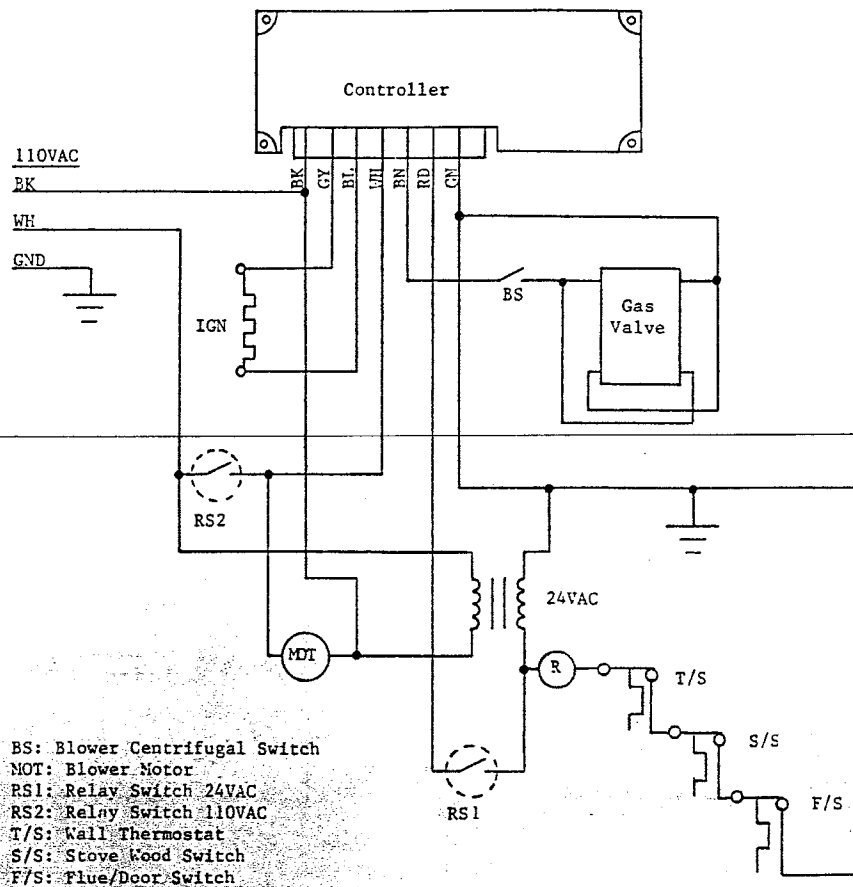 Controller
110VAC
BK
GY
BL
WH
BN
RD
GN
BK
WH
GND
IGN
BS
Gas
Valve
RS2
24VAC
MOT
R
T/S
S/S
F/S
RS1
BS: Blower Centrifugal Switch
MOT: Blower Motor
RS1: Relay Switch 24VAC
RS2: Relay Switch 110VAC
T/S: Wall Thermostat
S/S: Stove Wood Switch
F/S: Flue/Door Switch